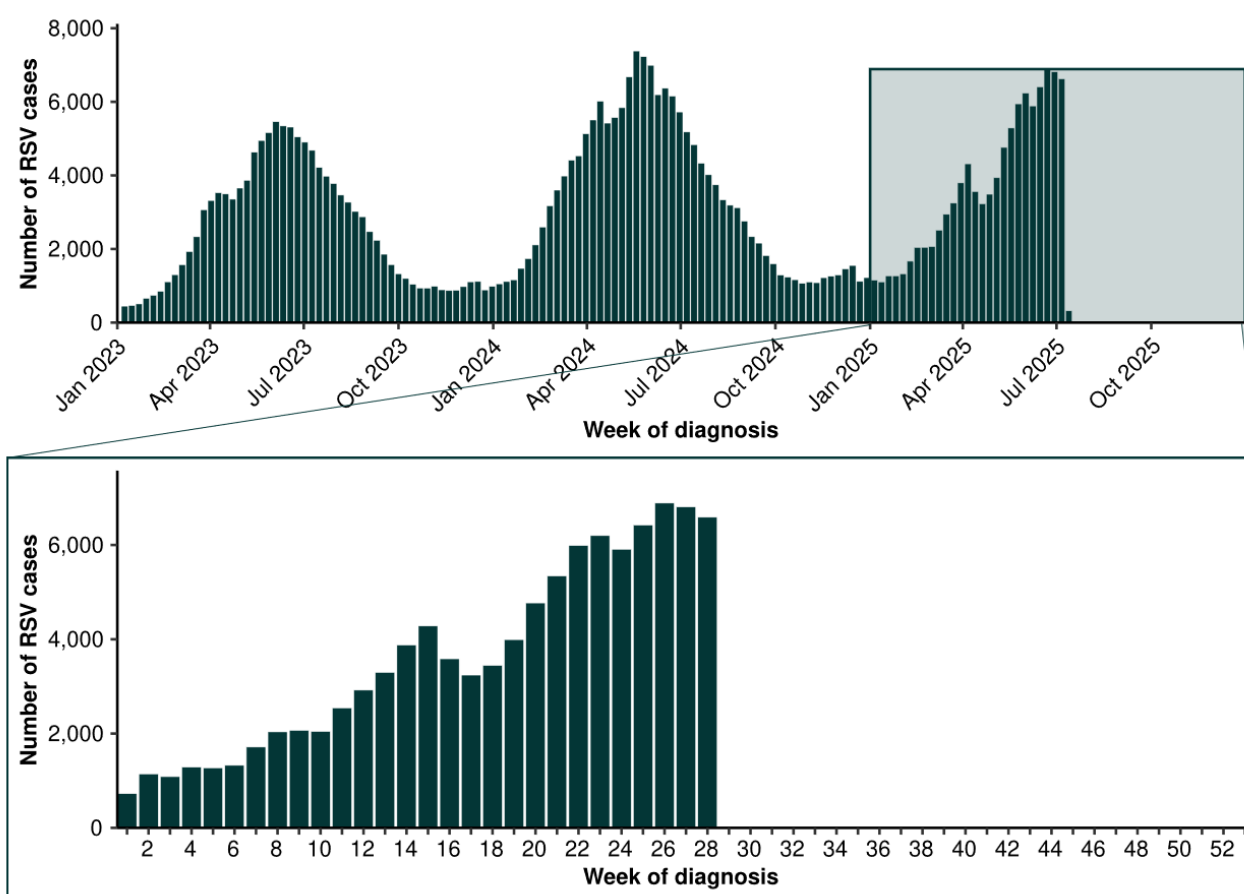 8,000
6,000
4,000
2,000
0
Number of RSV cases
Jan 2023
Apr 2023
Jul 2023
Oct 2023
Jan 2024
Apr 2024
Jul 2024
Oct 2024
Jan 2025
Apr 2025
Jul 2025
Oct 2025
Week of diagnosis
6,000
4,000
2,000
0
Number of RSV cases
2 4 6 8 10 12 14 16 18 20 22 24 26 28 30 32 34 36 38 40 42 44 46 48 50 52
Week of diagnosis